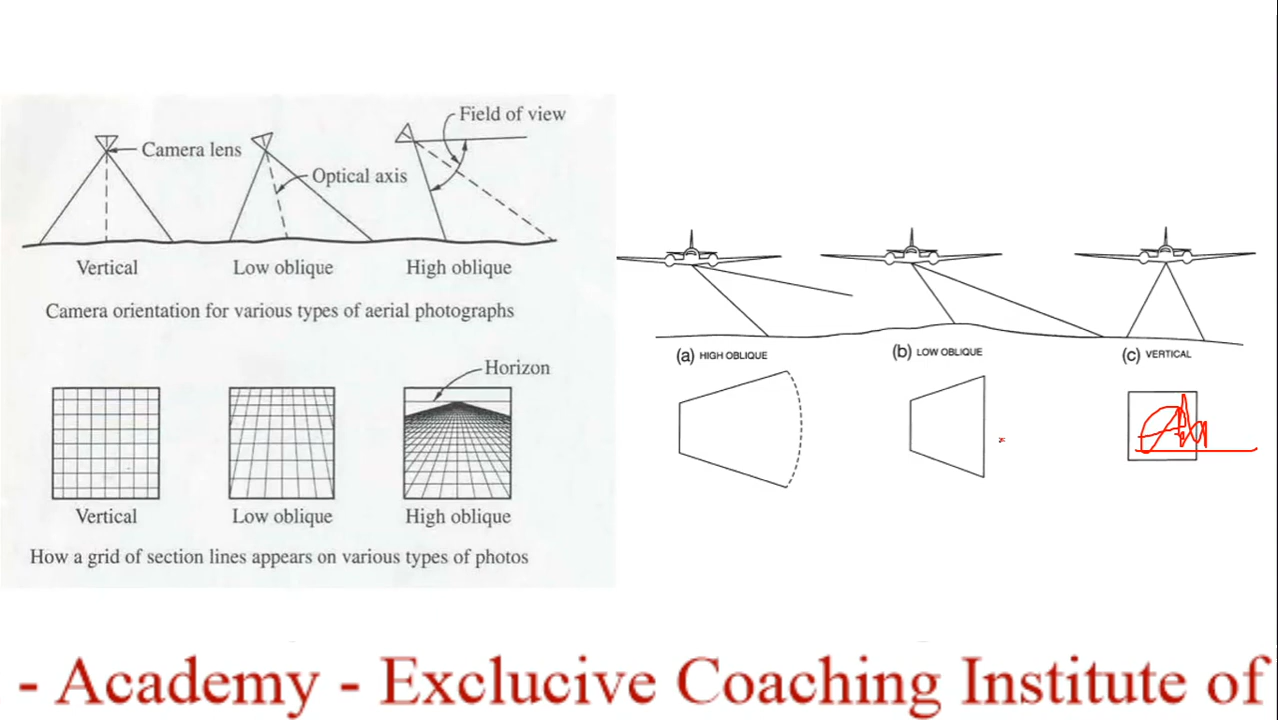 Field of view
Camera lens
Optical axis
Vertical Low oblique High oblique
Camera orientation for various types of aerial photographs
Horizon
Vertical Low oblique High oblique
How a grid of section lines appears on various types of photos
(a) HIGH OBLIQUE (b) LOW OBLIQUE (c) VERTICAL
- Academy - Exclucive Coaching Institute of